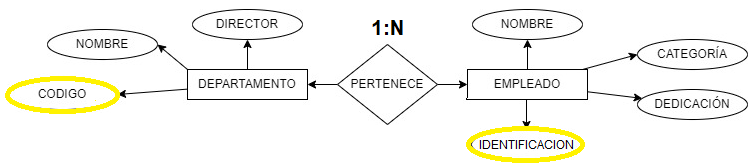 DIRECTOR
1:N
NOMBRE
NOMBRE
CATEGORÍA
DEPARTAMENTO
PERTENECE
EMPLEADO
CODIGO
DEDICACIÓN
IDENTIFICACION